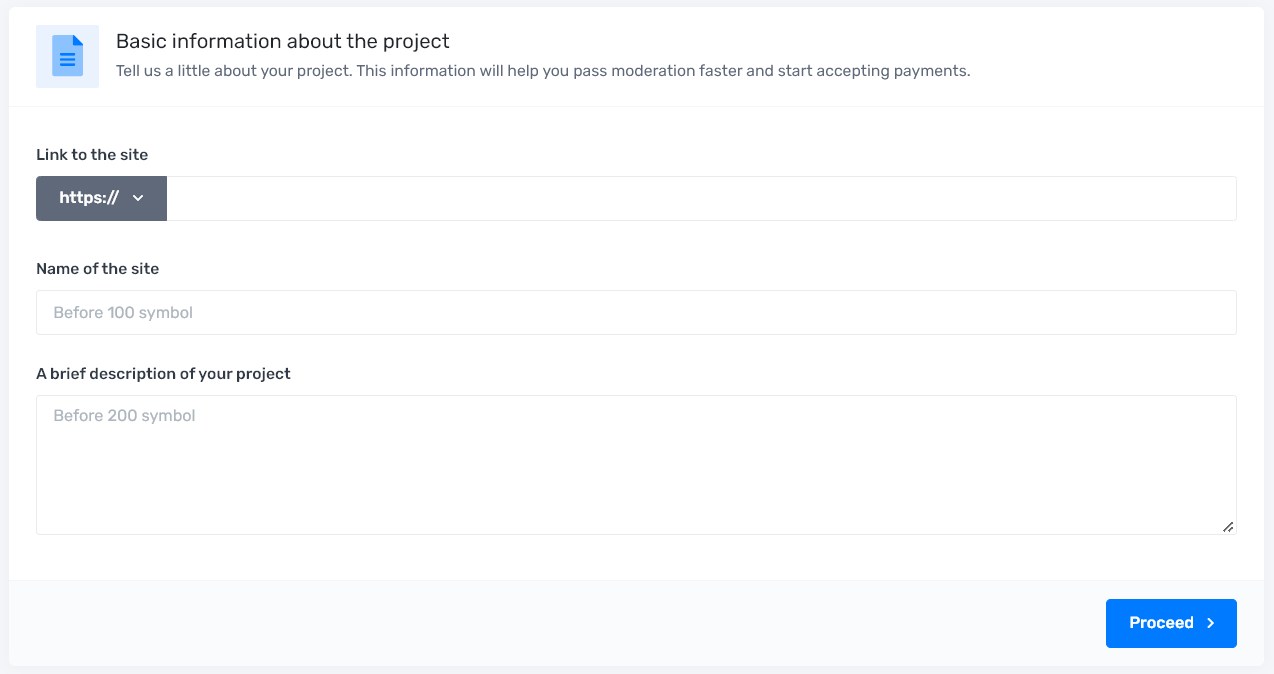 Basic information about the project
Tell us a little about your project. This information will help you pass moderation faster and start accepting payments.
Link to the site
https://
Name of the site
Before 100 symbol
A brief description of your project
Before 200 symbol
Proceed